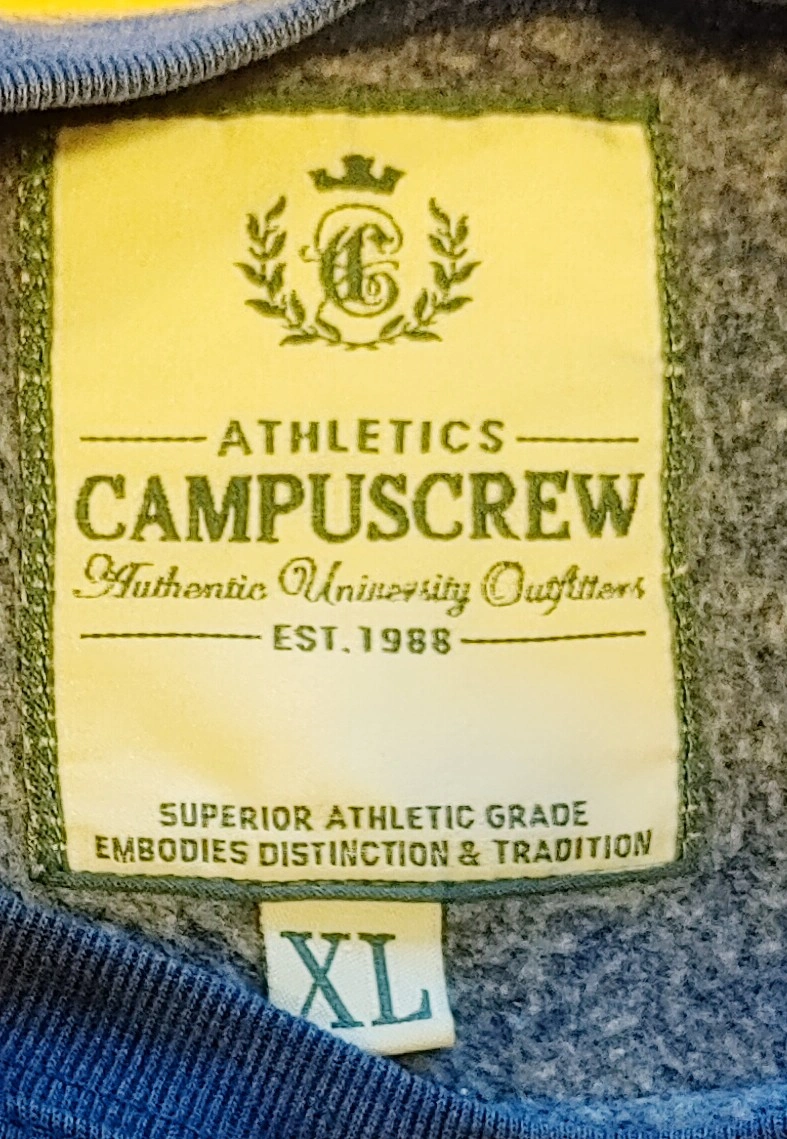 ATHLETICS
CAMPUSCREW
Authentic University Outfitters
EST. 1988
SUPERIOR ATHLETIC GRADE
EMBODIES DISTINCTION & TRADITION
XL